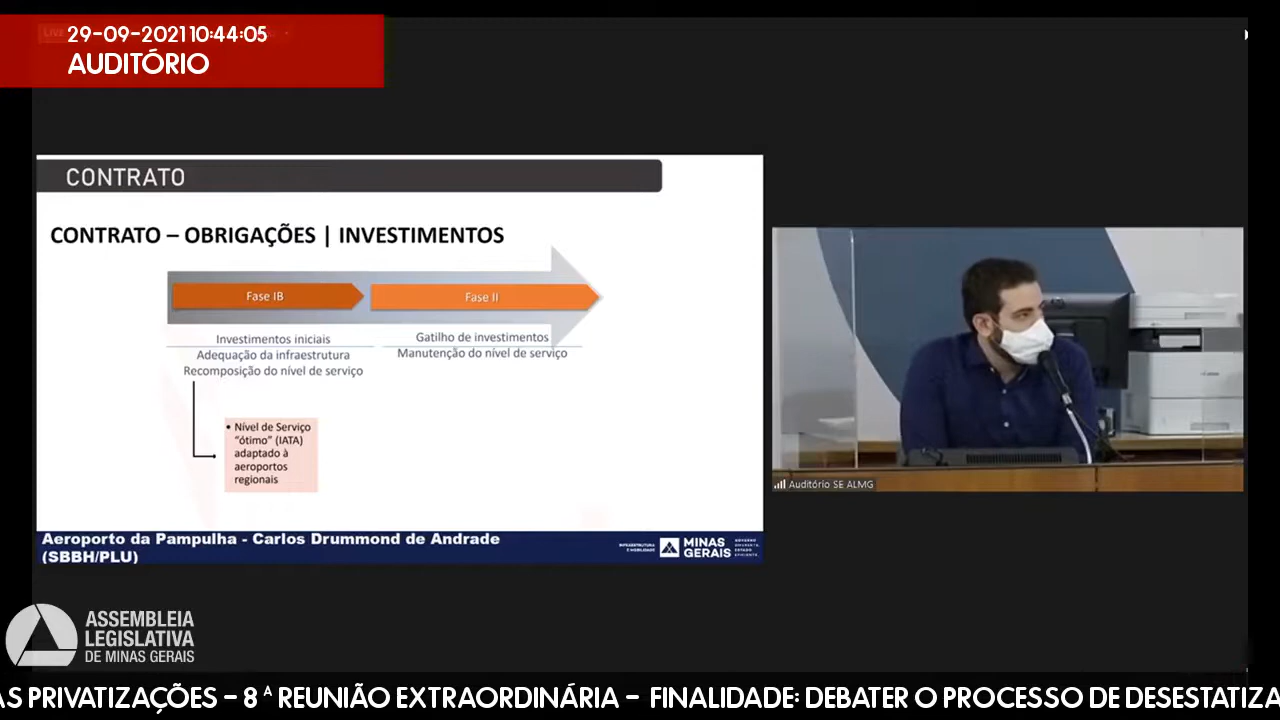 29-09-2021 10:44:05
AUDITÓRIO
CONTRATO
CONTRATO – OBRIGAÇÕES | INVESTIMENTOS
Fase IB
Fase II
Investimentos iniciais
Adequação da infraestrutura
Recomposição do nível de serviço
Gatilho de investimentos
Manutenção do nível de serviço
• Nível de Serviço
“ótimo” (IATA)
adaptado à
aeroportos
regionais
Aeroporto da Pampulha - Carlos Drummond de Andrade
(SBBH/PLU)
INFRAESTRUTURA
E MOBILIDADE
MINAS
GERAIS
Auditório SE ALMG
ASSEMBLEIA
LEGISLATIVA
DE MINAS GERAIS
AS PRIVATIZAÇÕES – 8ª REUNIÃO EXTRAORDINÁRIA – FINALIDADE: DEBATER O PROCESSO DE DESESTATIZA